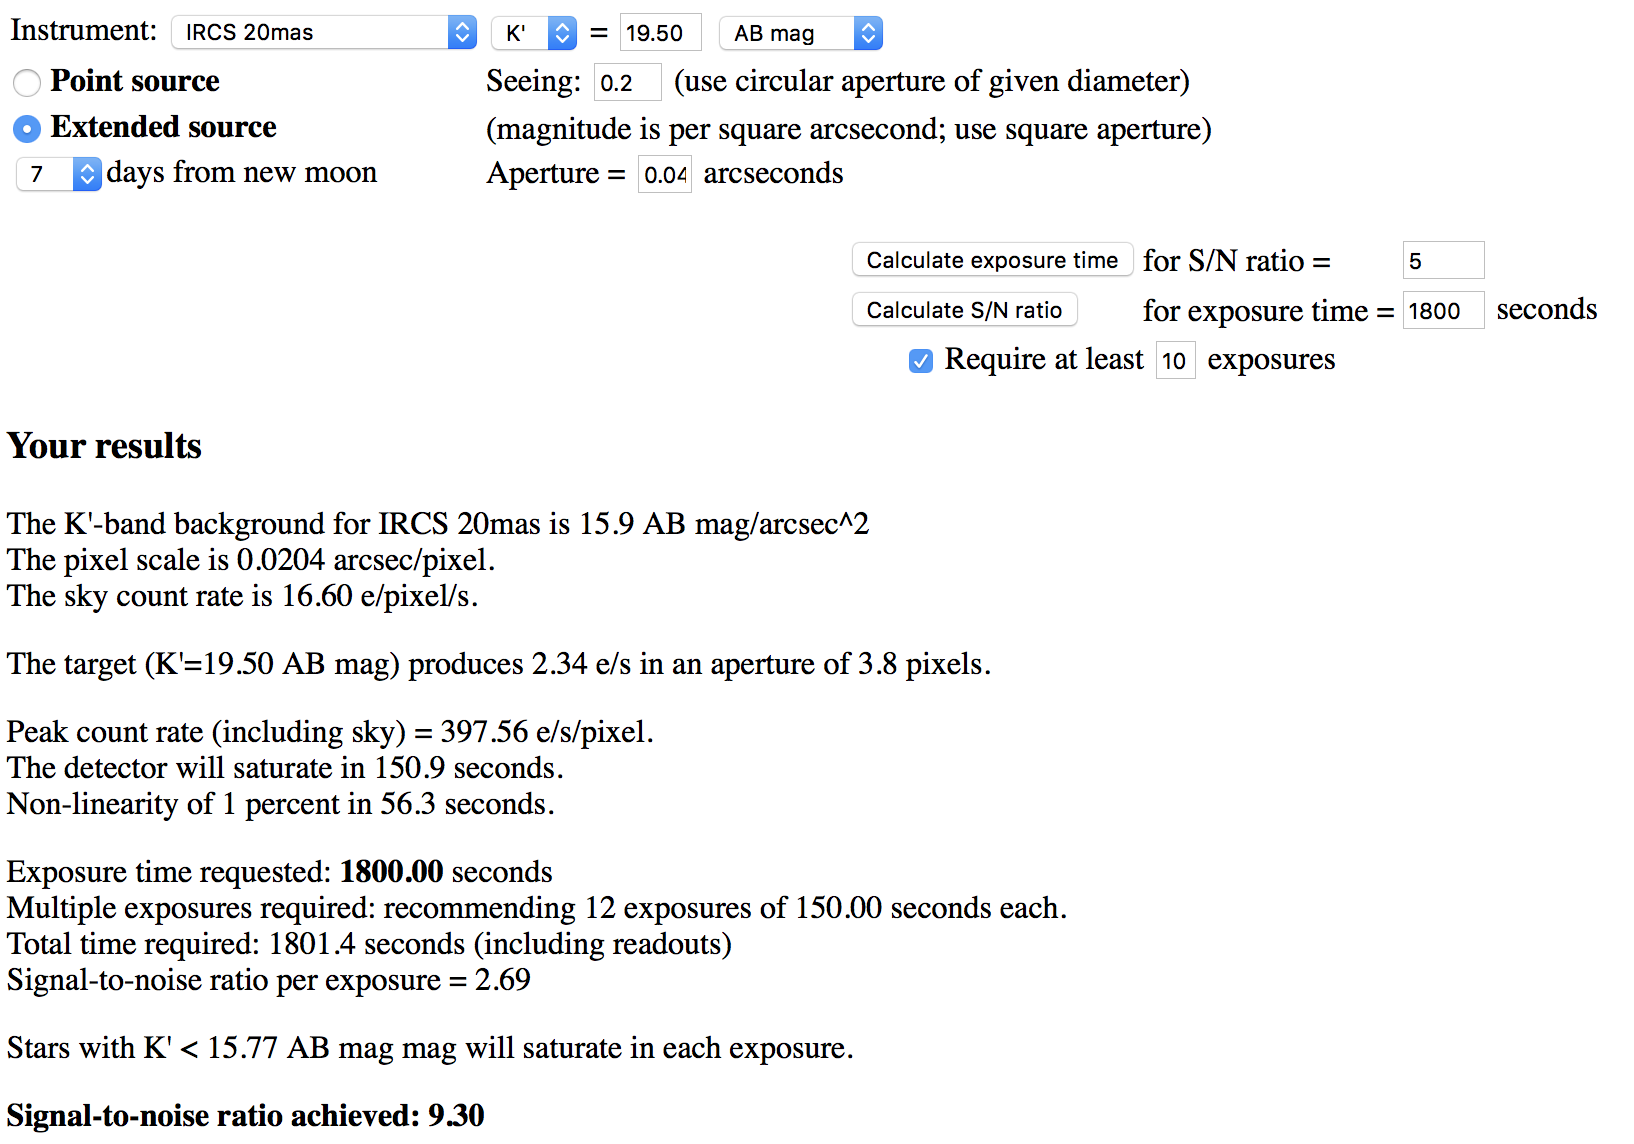 Instrument: IRCS 20mas K' = 19.50 AB mag
Point source Seeing: 0.2 (use circular aperture of given diameter)
Extended source (magnitude is per square arcsecond; use square aperture)
7 days from new moon Aperture = 0.04 arcseconds
Calculate exposure time for S/N ratio = 5
Calculate S/N ratio for exposure time = 1800 seconds
Require at least 10 exposures
Your results
The K'-band background for IRCS 20mas is 15.9 AB mag/arcsec^2
The pixel scale is 0.0204 arcsec/pixel.
The sky count rate is 16.60 e/pixel/s.
The target (K'=19.50 AB mag) produces 2.34 e/s in an aperture of 3.8 pixels.
Peak count rate (including sky) = 397.56 e/s/pixel.
The detector will saturate in 150.9 seconds.
Non-linearity of 1 percent in 56.3 seconds.
Exposure time requested: 1800.00 seconds
Multiple exposures required: recommending 12 exposures of 150.00 seconds each.
Total time required: 1801.4 seconds (including readouts)
Signal-to-noise ratio per exposure = 2.69
Stars with K' < 15.77 AB mag mag will saturate in each exposure.
Signal-to-noise ratio achieved: 9.30